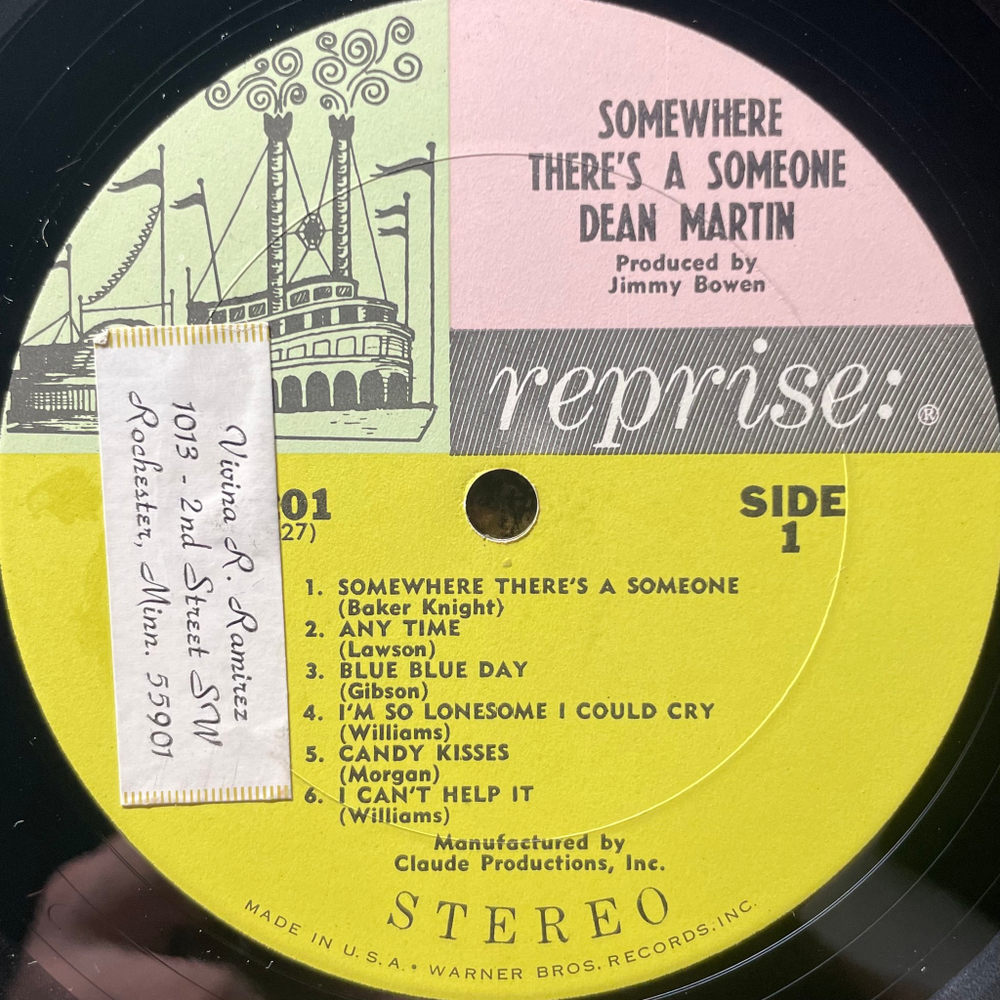 SOMEWHERE
THERE'S A SOMEONE
DEAN MARTIN
Produced by
Jimmy Bowen
reprise:®
01
27)
SIDE
1
Vivina R. Ramirez
1013 - 2nd Street SW
Rochester, Minn. 55901
1. SOMEWHERE THERE'S A SOMEONE
(Baker Knight)
2. ANY TIME
(Lawson)
3. BLUE BLUE DAY
(Gibson)
4. I'M SO LONESOME I COULD CRY
(Williams)
5. CANDY KISSES
(Morgan)
6. I CAN'T HELP IT
(Williams)
Manufactured by
Claude Productions, Inc.
STEREO
MADE IN U.S.A. • WARNER BROS. RECORDS, INC.